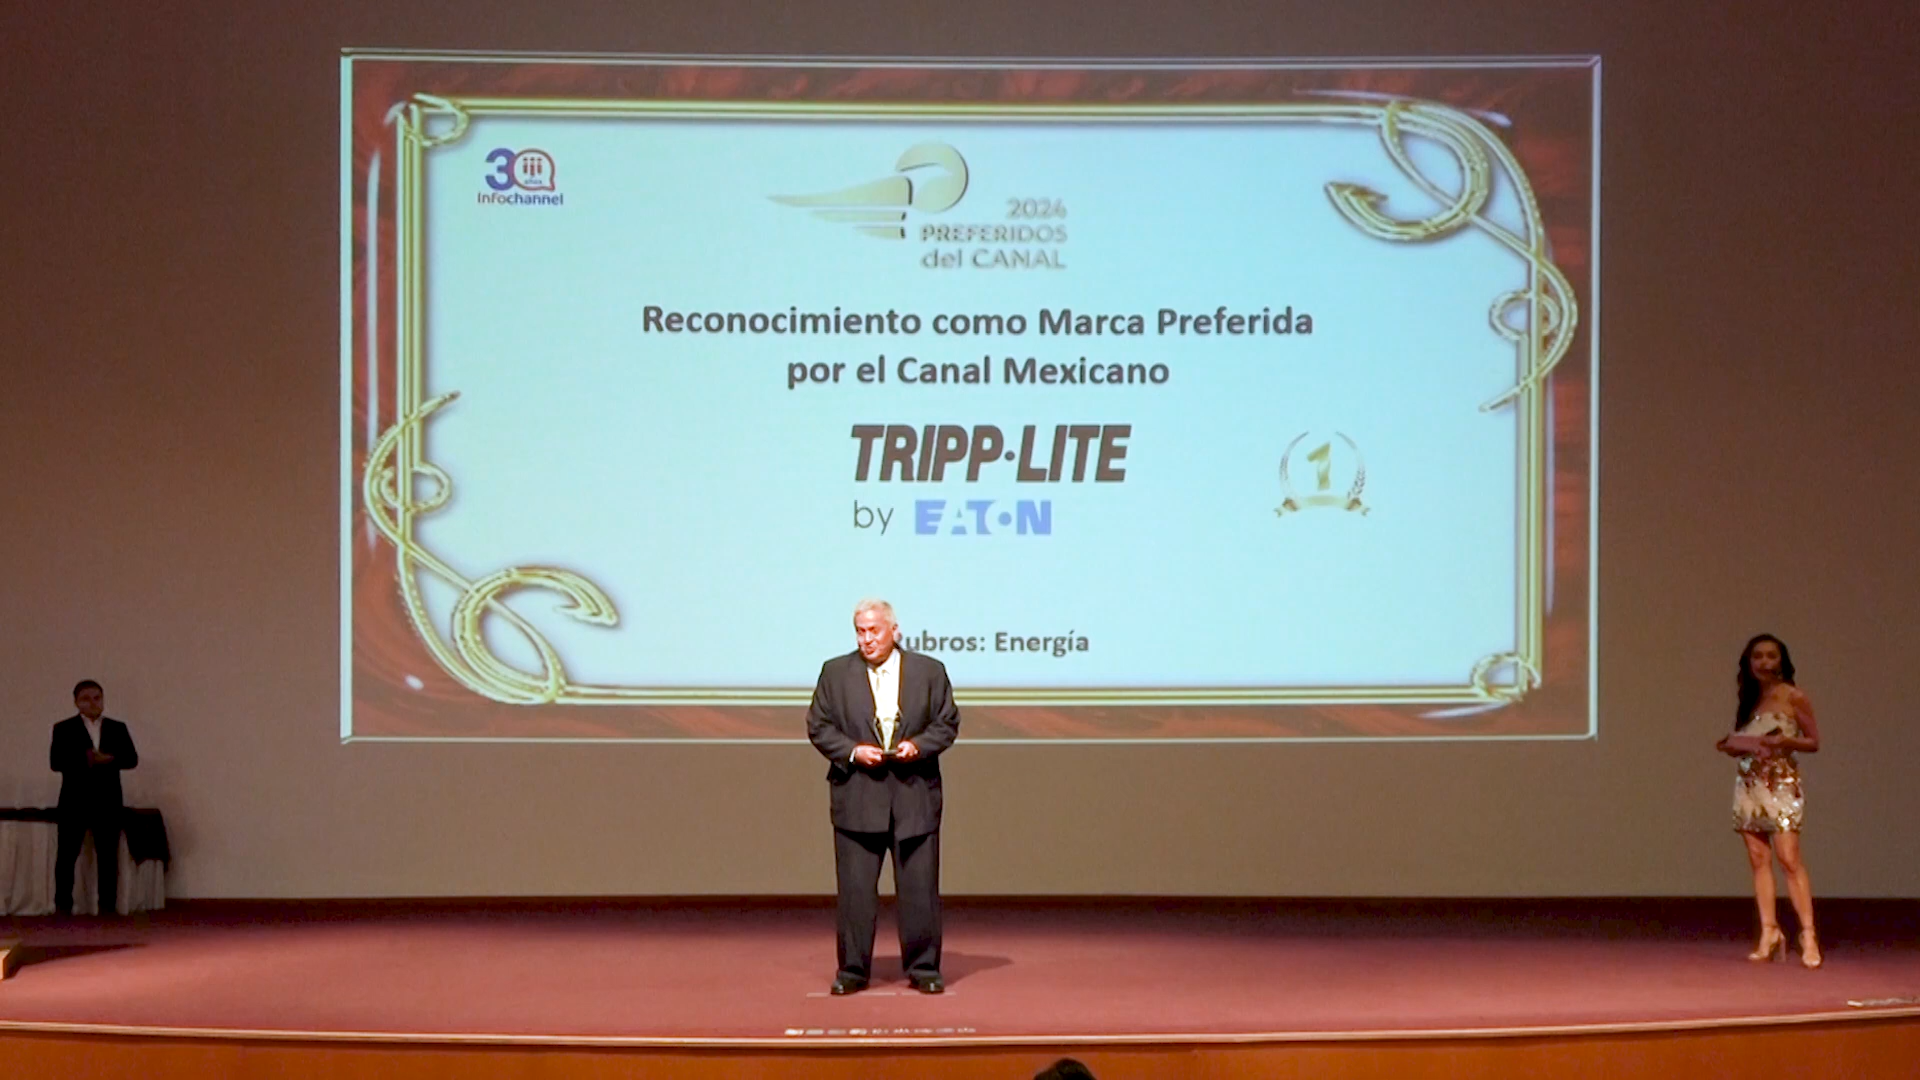 30
años
infochannel
2024
PREFERIDOS
del CANAL
Reconocimiento como Marca Preferida
por el Canal Mexicano
TRIPP·LITE
by EATON
1
Rubros: Energía